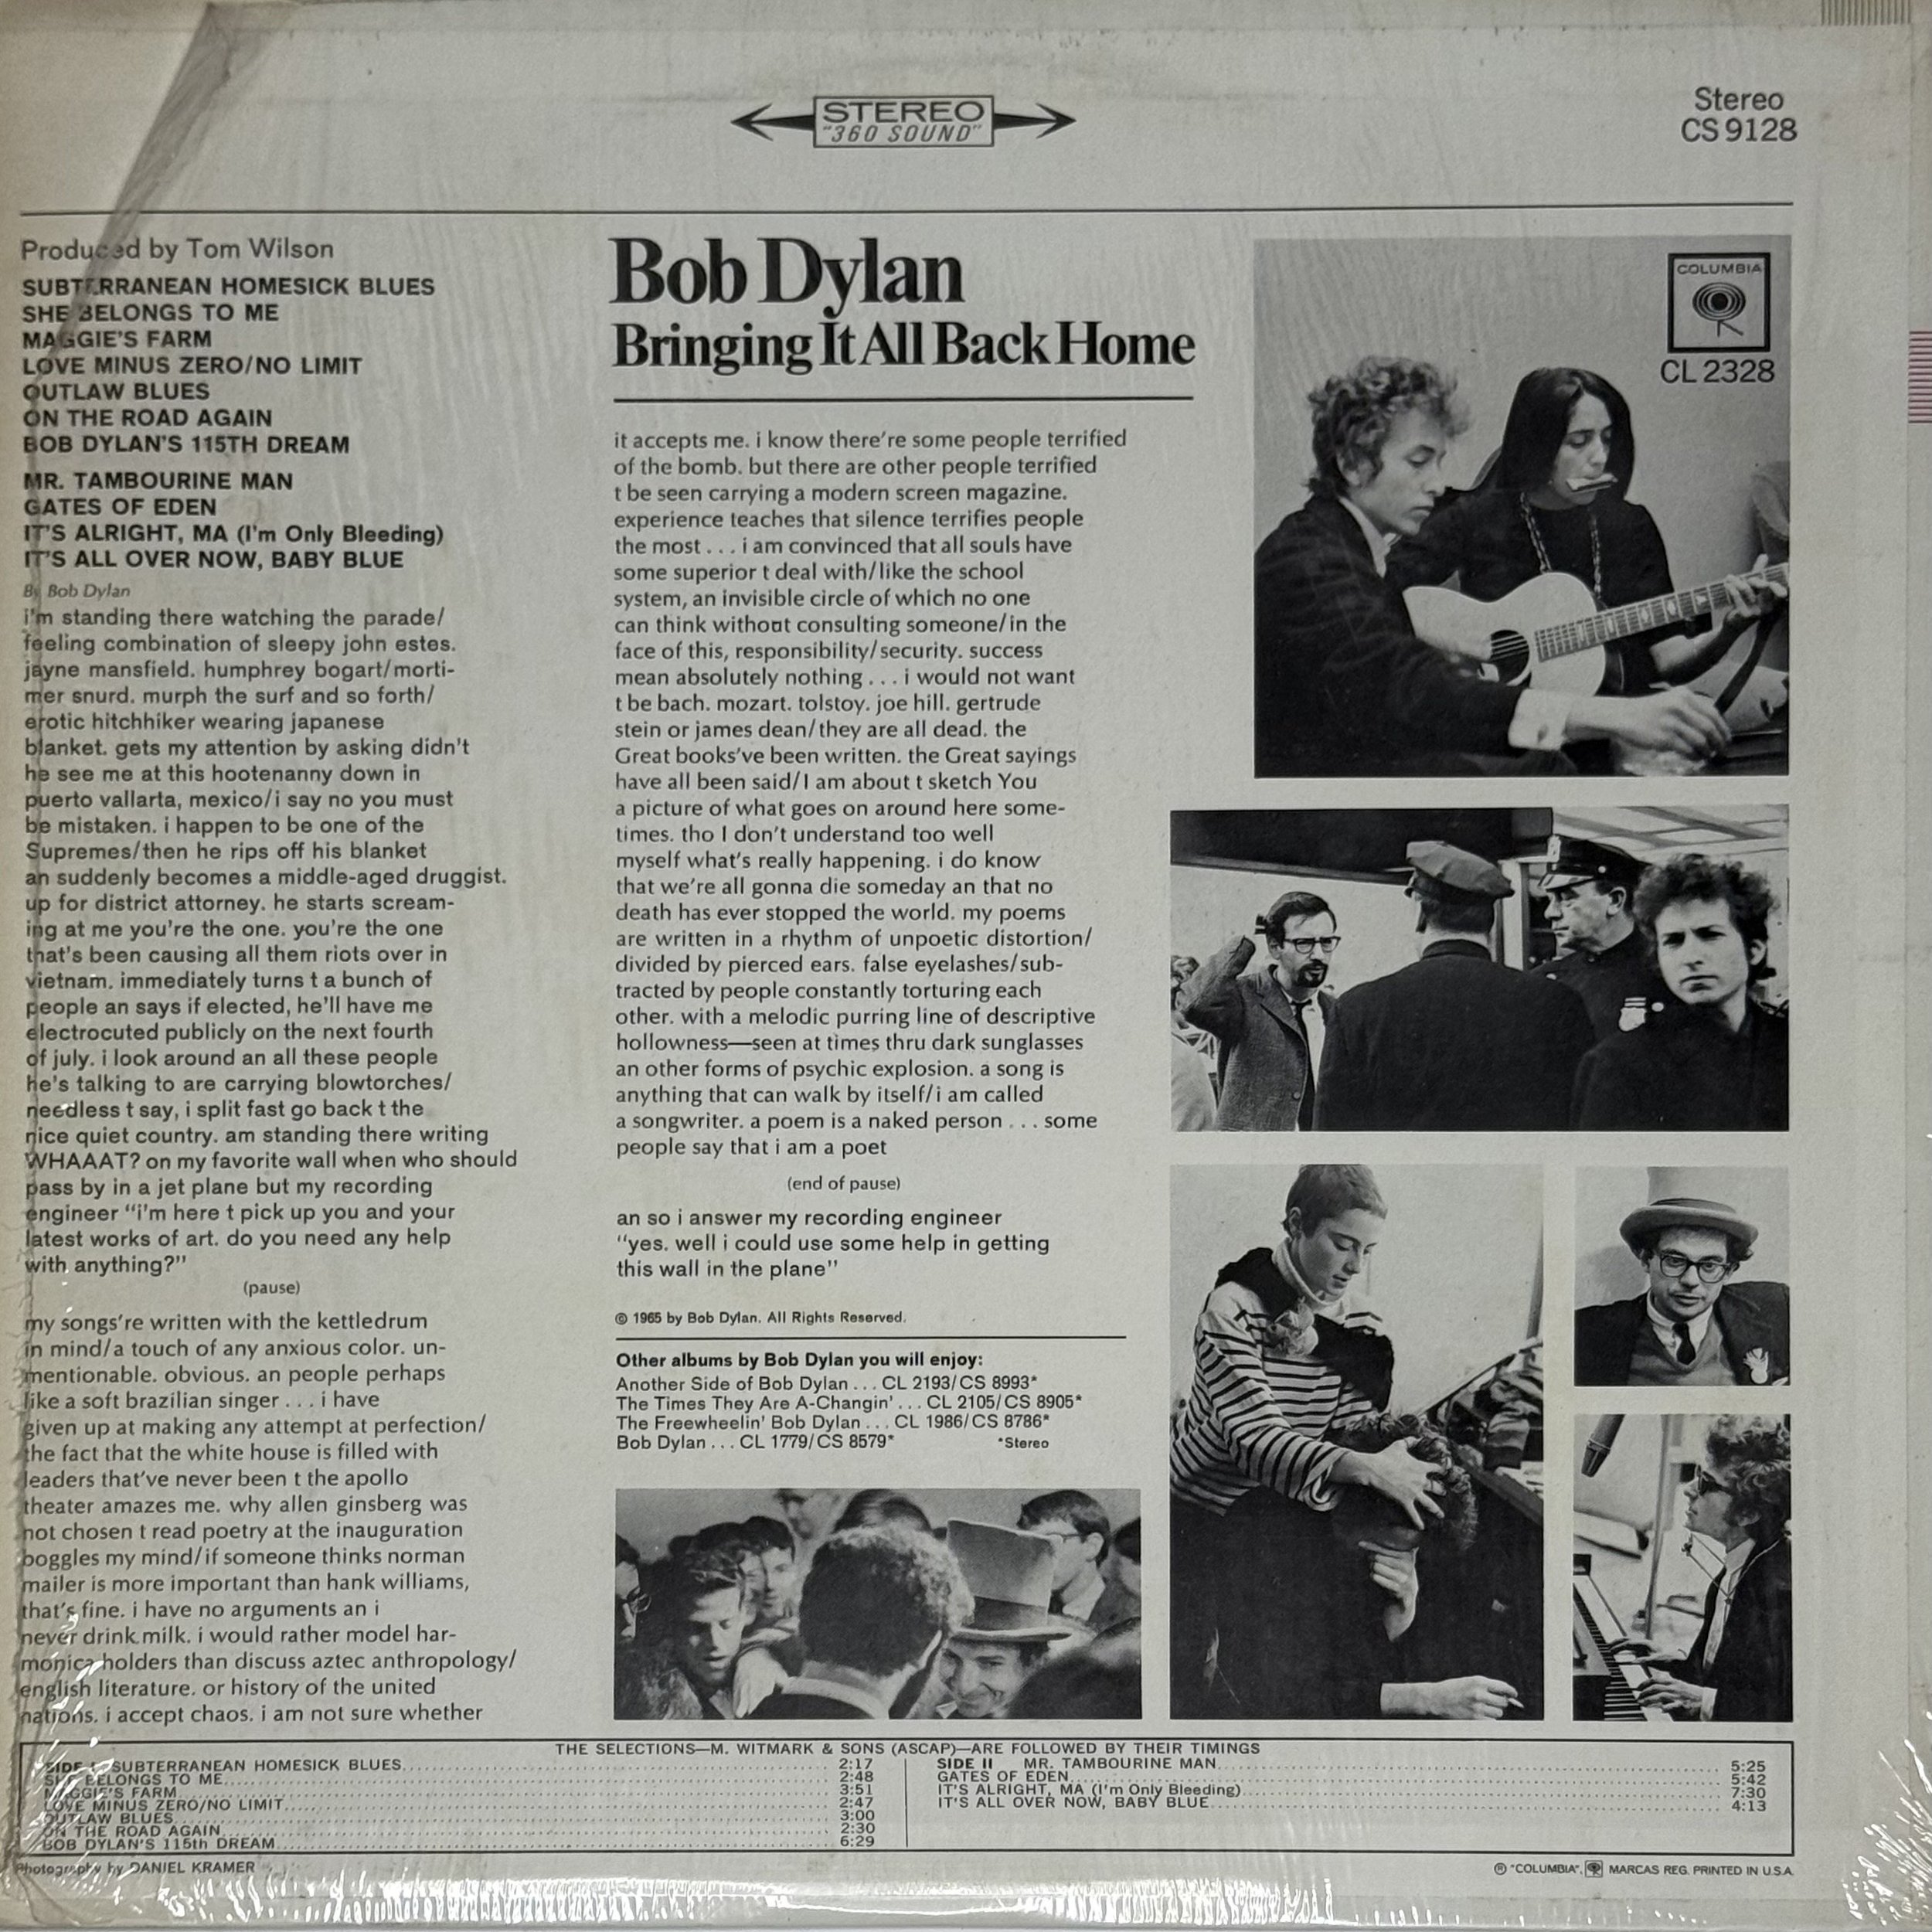 STEREO
"360 SOUND"
Stereo
CS 9128
Produced by Tom Wilson
SUBTERRANEAN HOMESICK BLUES
SHE BELONGS TO ME
MAGGIE'S FARM
LOVE MINUS ZERO/NO LIMIT
OUTLAW BLUES
ON THE ROAD AGAIN
BOB DYLAN'S 115TH DREAM
MR. TAMBOURINE MAN
GATES OF EDEN
IT'S ALRIGHT, MA (I'm Only Bleeding)
IT'S ALL OVER NOW, BABY BLUE
By Bob Dylan
i'm standing there watching the parade/
feeling combination of sleepy john estes.
jayne mansfield. humphrey bogart/morti-
mer snurd. murph the surf and so forth/
erotic hitchhiker wearing japanese
blanket. gets my attention by asking didn't
he see me at this hootenanny down in
puerto vallarta, mexico/i say no you must
be mistaken. i happen to be one of the
Supremes/then he rips off his blanket
an suddenly becomes a middle-aged druggist.
up for district attorney. he starts scream-
ing at me you're the one. you're the one
that's been causing all them riots over in
vietnam. immediately turns t a bunch of
people an says if elected, he'll have me
electrocuted publicly on the next fourth
of july. i look around an all these people
he's talking to are carrying blowtorches/
needless t say, i split fast go back t the
nice quiet country. am standing there writing
WHAAAT? on my favorite wall when who should
pass by in a jet plane but my recording
engineer "i'm here t pick up you and your
latest works of art. do you need any help
with anything?"
(pause)
my songs're written with the kettledrum
in mind/a touch of any anxious color. un-
mentionable. obvious. an people perhaps
like a soft brazilian singer . . . i have
given up at making any attempt at perfection/
the fact that the white house is filled with
leaders that've never been t the apollo
theater amazes me. why allen ginsberg was
not chosen t read poetry at the inauguration
boggles my mind/if someone thinks norman
mailer is more important than hank williams,
that's fine. i have no arguments an i
never drink milk. i would rather model har-
monica holders than discuss aztec anthropology/
english literature. or history of the united
nations. i accept chaos. i am not sure whether
Bob Dylan
Bringing It All Back Home
it accepts me. i know there're some people terrified
of the bomb. but there are other people terrified
t be seen carrying a modern screen magazine.
experience teaches that silence terrifies people
the most . . . i am convinced that all souls have
some superior t deal with/like the school
system, an invisible circle of which no one
can think without consulting someone/in the
face of this, responsibility/security. success
mean absolutely nothing . . . i would not want
t be bach. mozart. tolstoy. joe hill. gertrude
stein or james dean/they are all dead. the
Great books've been written. the Great sayings
have all been said/I am about t sketch You
a picture of what goes on around here some-
times. tho I don't understand too well
myself what's really happening. i do know
that we're all gonna die someday an that no
death has ever stopped the world. my poems
are written in a rhythm of unpoetic distortion/
divided by pierced ears. false eyelashes/sub-
tracted by people constantly torturing each
other. with a melodic purring line of descriptive
hollowness—seen at times thru dark sunglasses
an other forms of psychic explosion. a song is
anything that can walk by itself/i am called
a songwriter. a poem is a naked person . . . some
people say that i am a poet
(end of pause)
an so i answer my recording engineer
"yes. well i could use some help in getting
this wall in the plane"
© 1965 by Bob Dylan. All Rights Reserved.
Other albums by Bob Dylan you will enjoy:
Another Side of Bob Dylan . . . CL 2193/CS 8993*
The Times They Are A-Changin' . . . CL 2105/CS 8905*
The Freewheelin' Bob Dylan . . . CL 1986/CS 8786*
Bob Dylan . . . CL 1779/CS 8579* *Stereo
COLUMBIA
CL 2328
THE SELECTIONS—M. WITMARK & SONS (ASCAP)—ARE FOLLOWED BY THEIR TIMINGS
SIDE I SUBTERRANEAN HOMESICK BLUES 2:17
SHE BELONGS TO ME 2:48
MAGGIE'S FARM 3:51
LOVE MINUS ZERO/NO LIMIT 2:47
OUTLAW BLUES 3:00
ON THE ROAD AGAIN 2:30
BOB DYLAN'S 115th DREAM 6:29
SIDE II MR. TAMBOURINE MAN 5:25
GATES OF EDEN 5:42
IT'S ALRIGHT, MA (I'm Only Bleeding) 7:30
IT'S ALL OVER NOW, BABY BLUE 4:13
Photography by DANIEL KRAMER
® "COLUMBIA", MARCAS REG. PRINTED IN U.S.A.